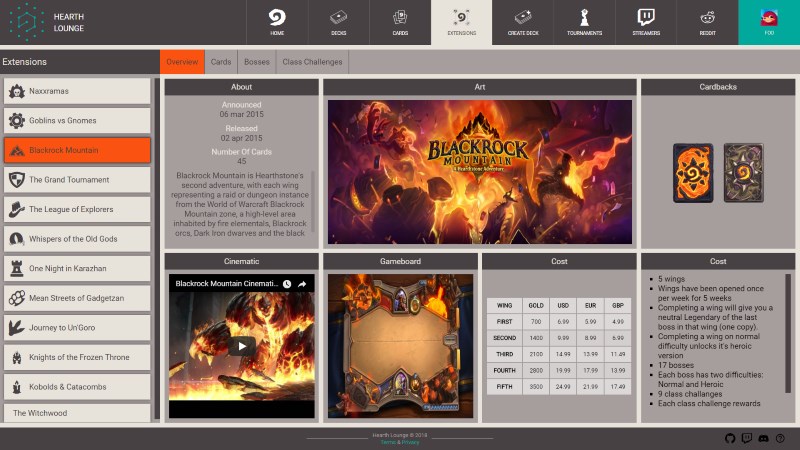 HEARTH
LOUNGE
HOME
DECKS
CARDS
EXTENSIONS
CREATE DECK
TOURNAMENTS
STREAMERS
REDDIT
FOD
Extensions
Overview
Cards
Bosses
Class Challenges
Naxxramas
Goblins vs Gnomes
Blackrock Mountain
The Grand Tournament
The League of Explorers
Whispers of the Old Gods
One Night in Karazhan
Mean Streets of Gadgetzan
Journey to Un'Goro
Knights of the Frozen Throne
Kobolds & Catacombs
The Witchwood
About
Announced
06 mar 2015
Released
02 apr 2015
Number Of Cards
45
Blackrock Mountain is Hearthstone's
second adventure, with each wing
representing a raid or dungeon instance
from the World of Warcraft Blackrock
Mountain zone, a high-level area
inhabited by fire elementals, Blackrock
orcs, Dark Iron dwarves and the black
Art
BLACKROCK
MOUNTAIN
A Hearthstone Adventure
Cardbacks
Cinematic
Blackrock Mountain Cinemati...
Gameboard
Cost
WING GOLD USD EUR GBP
FIRST 700 6.99 5.99 4.99
SECOND 1400 9.99 8.99 6.99
THIRD 2100 14.99 13.99 11.49
FOURTH 2800 19.99 17.99 13.99
FIFTH 3500 24.99 21.99 17.49
Cost
5 wings
Wings have been opened once
per week for 5 weeks
Completing a wing will give you a
neutral Legendary of the last
boss in that wing (one copy).
Completing a wing on normal
difficulty unlocks it's heroic
version
17 bosses
Each boss has two difficulties:
Normal and Heroic
9 class challanges
Each class challenge rewards
Hearth Lounge © 2018
Terms & Privacy